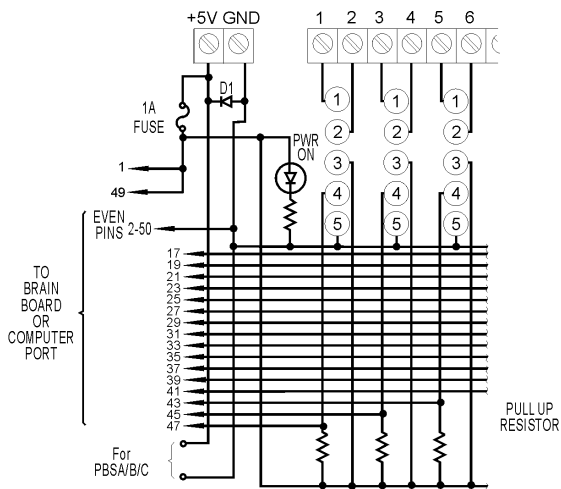 +5V GND 1 2 3 4 5 6
D1
1A
FUSE
PWR
ON
1 1 1
2 2 2
3 3 3
4 4 4
5 5 5
1
49
EVEN
PINS 2-50
17
19
21
23
25
27
29
31
33
35
37
39
41
43
45
47
TO
BRAIN
BOARD
OR
COMPUTER
PORT
PULL UP
RESISTOR
For
PBSA/B/C